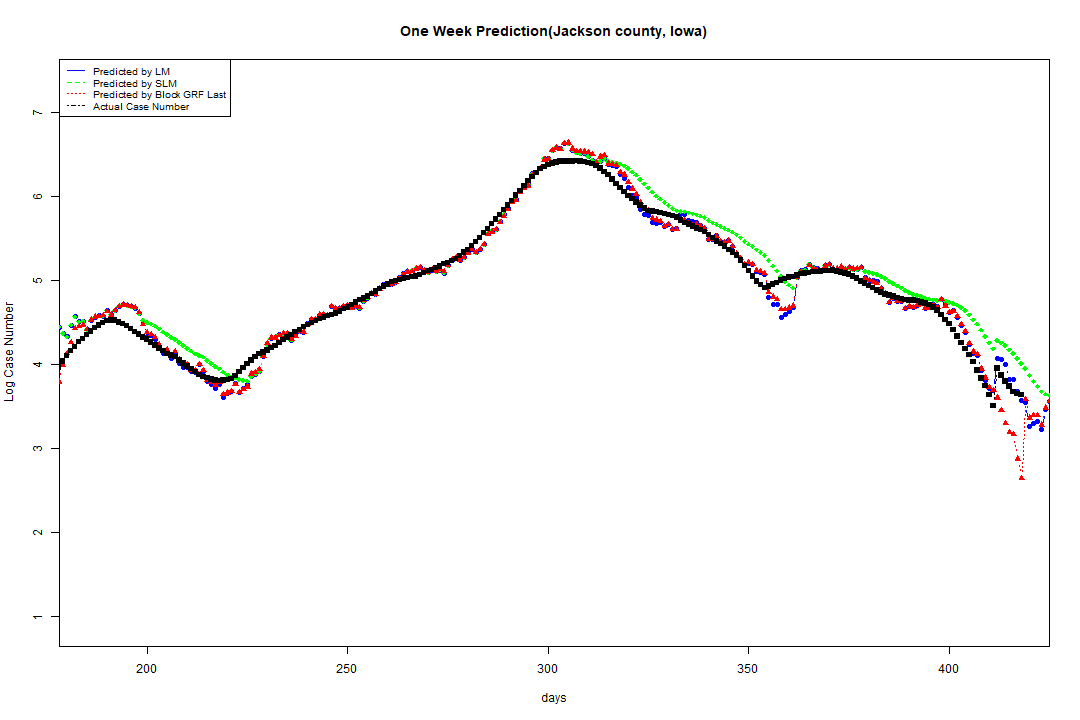 One Week Prediction(Jackson county, Iowa)
Predicted by LM
Predicted by SLM
Predicted by Block GRF Last
Actual Case Number
Log Case Number
7
6
5
4
3
2
1
200 250 300 350 400
days